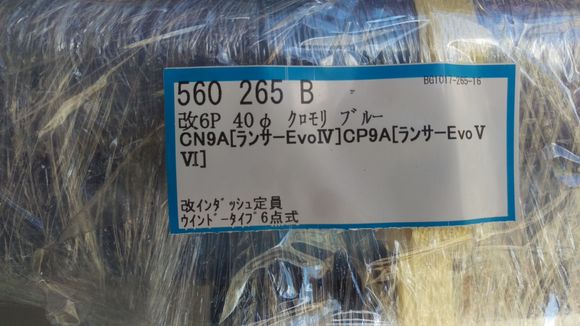 BG1017-265-16
560 265 B
改6P 40φ クロモリ ブルー
CN9A[ランサーEvoⅣ]CP9A[ランサーEvoⅤ
Ⅵ]
改インダッシュ定員
ウインドータイプ6点式